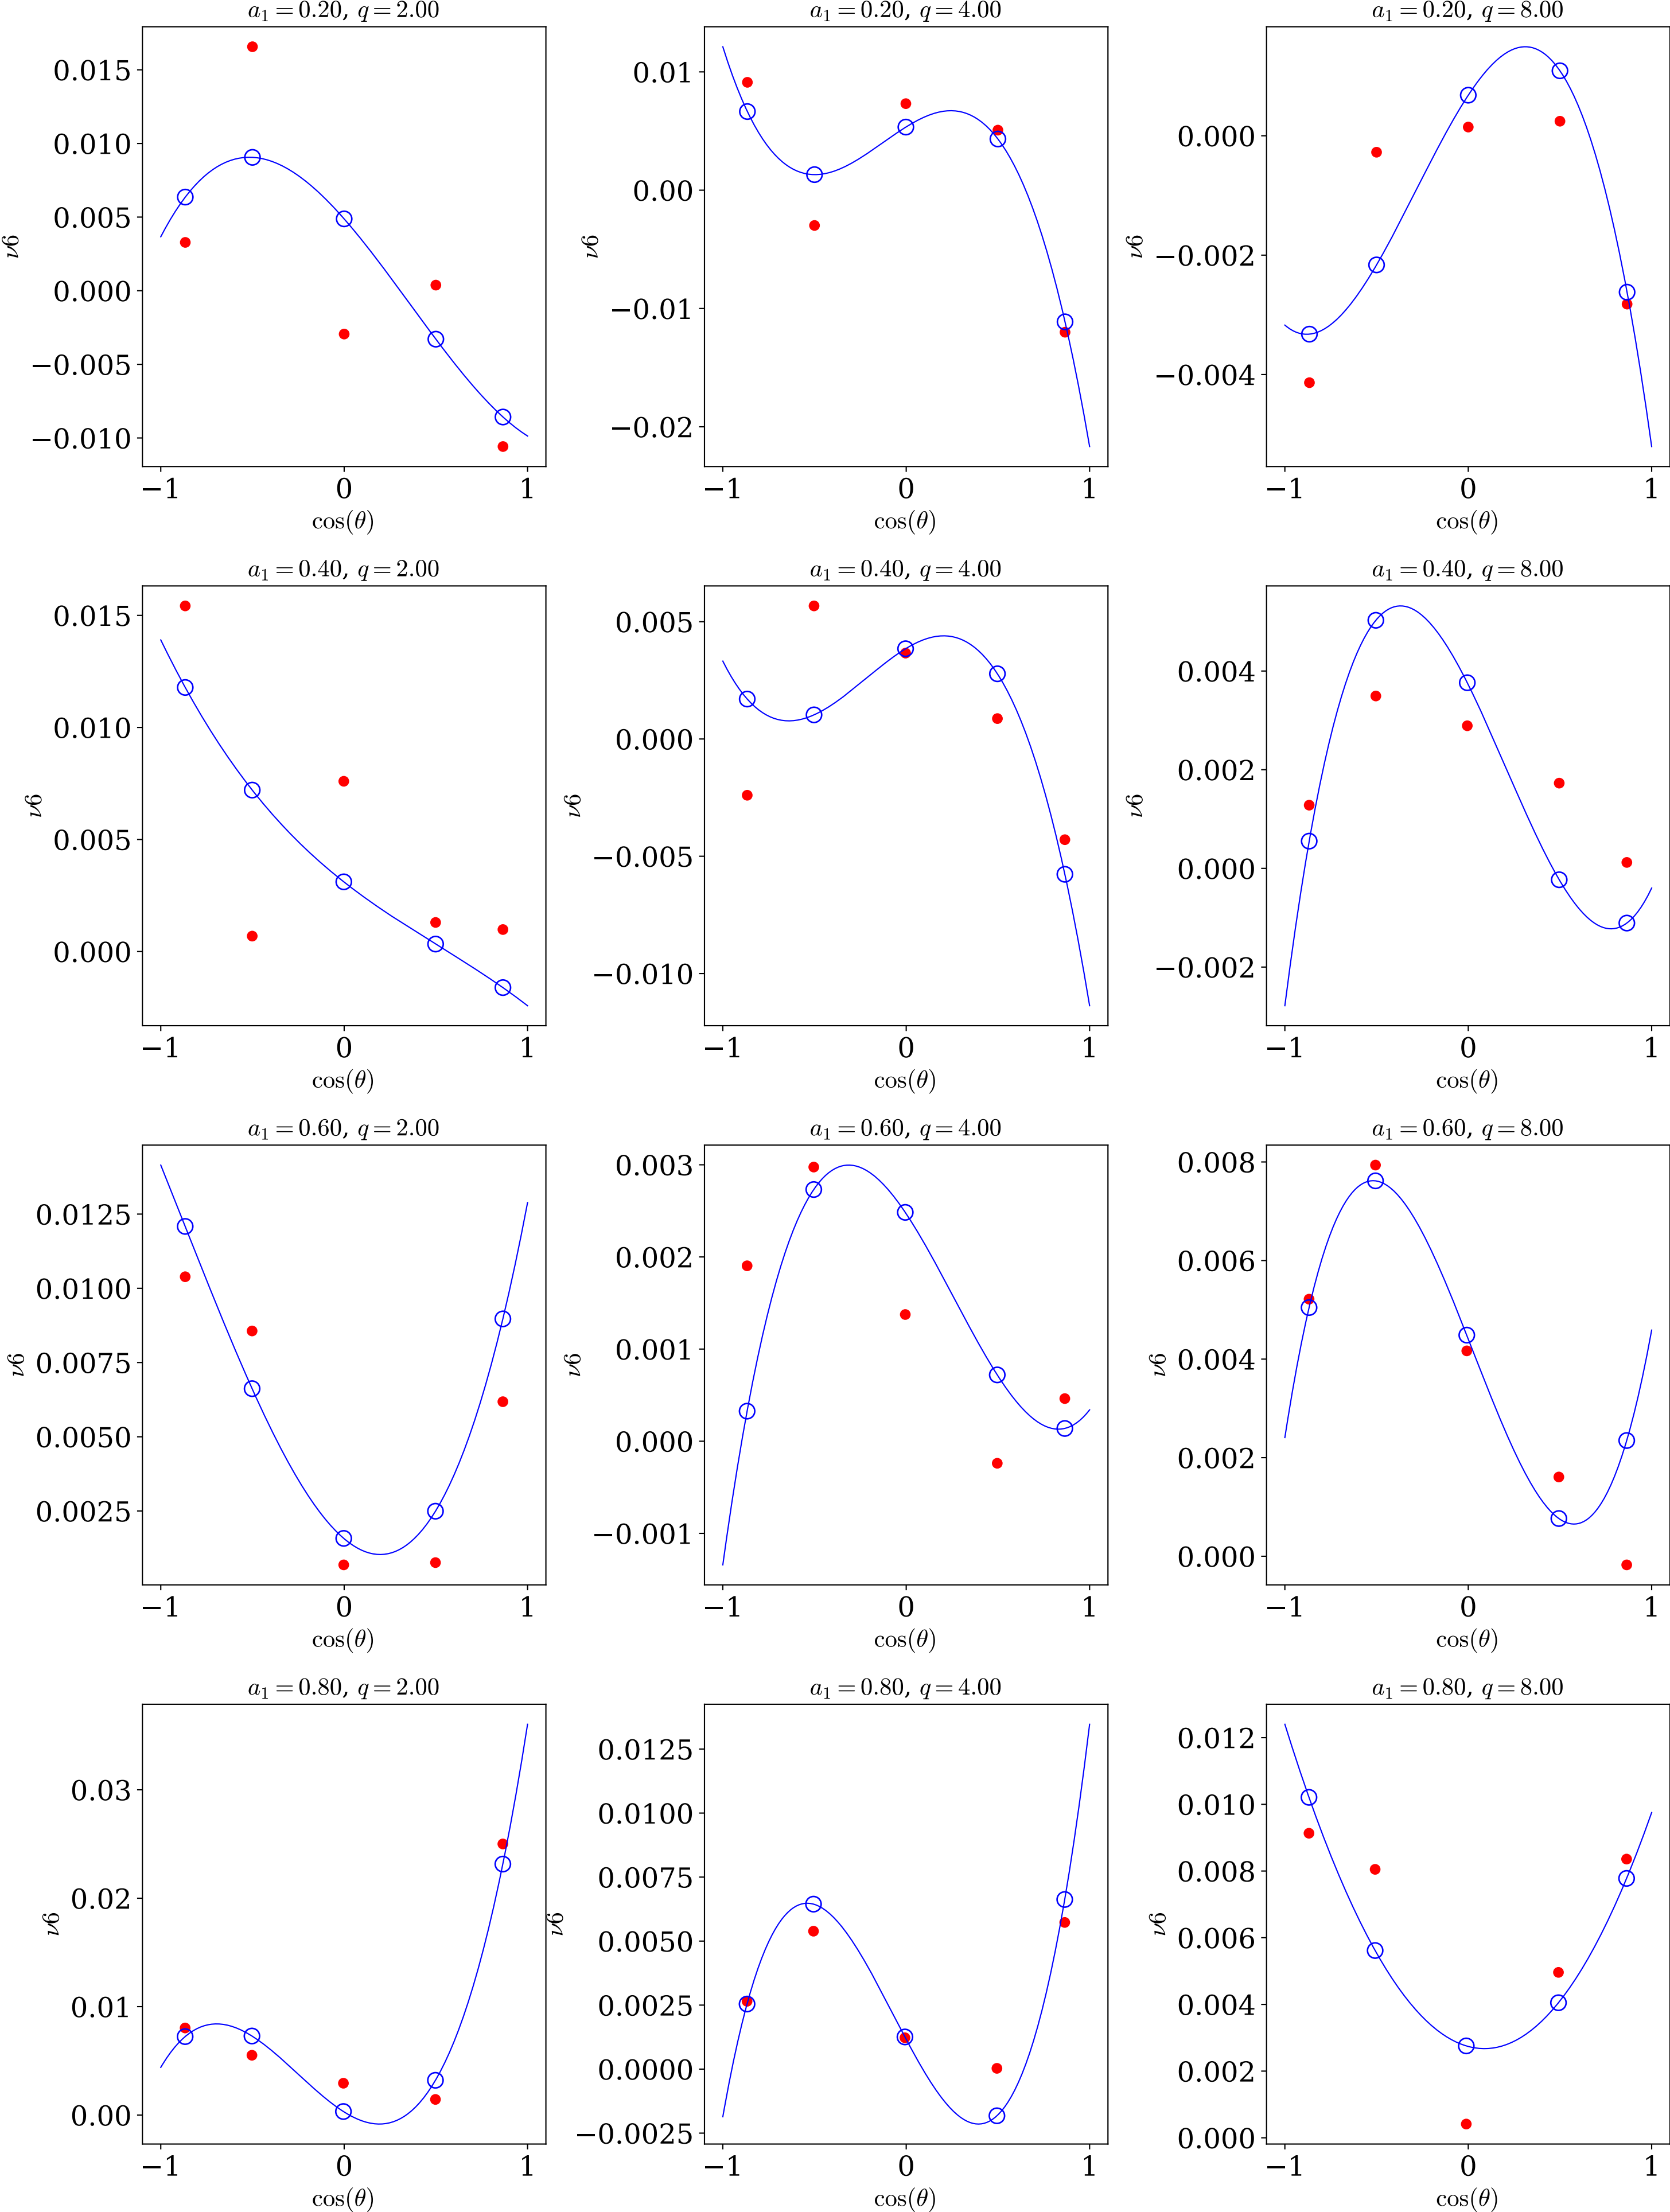 a₁ = 0.20, q = 2.00
0.015
0.010
0.005
0.000
−0.005
−0.010
ν6
−1 0 1
cos(θ)
a₁ = 0.20, q = 4.00
0.01
0.00
−0.01
−0.02
ν6
−1 0 1
cos(θ)
a₁ = 0.20, q = 8.00
0.000
−0.002
−0.004
ν6
−1 0 1
cos(θ)
a₁ = 0.40, q = 2.00
0.015
0.010
0.005
0.000
ν6
−1 0 1
cos(θ)
a₁ = 0.40, q = 4.00
0.005
0.000
−0.005
−0.010
ν6
−1 0 1
cos(θ)
a₁ = 0.40, q = 8.00
0.004
0.002
0.000
−0.002
ν6
−1 0 1
cos(θ)
a₁ = 0.60, q = 2.00
0.0125
0.0100
0.0075
0.0050
0.0025
ν6
−1 0 1
cos(θ)
a₁ = 0.60, q = 4.00
0.003
0.002
0.001
0.000
−0.001
ν6
−1 0 1
cos(θ)
a₁ = 0.60, q = 8.00
0.008
0.006
0.004
0.002
0.000
ν6
−1 0 1
cos(θ)
a₁ = 0.80, q = 2.00
0.03
0.02
0.01
0.00
ν6
−1 0 1
cos(θ)
a₁ = 0.80, q = 4.00
0.0125
0.0100
0.0075
0.0050
0.0025
0.0000
−0.0025
ν6
−1 0 1
cos(θ)
a₁ = 0.80, q = 8.00
0.012
0.010
0.008
0.006
0.004
0.002
0.000
ν6
−1 0 1
cos(θ)